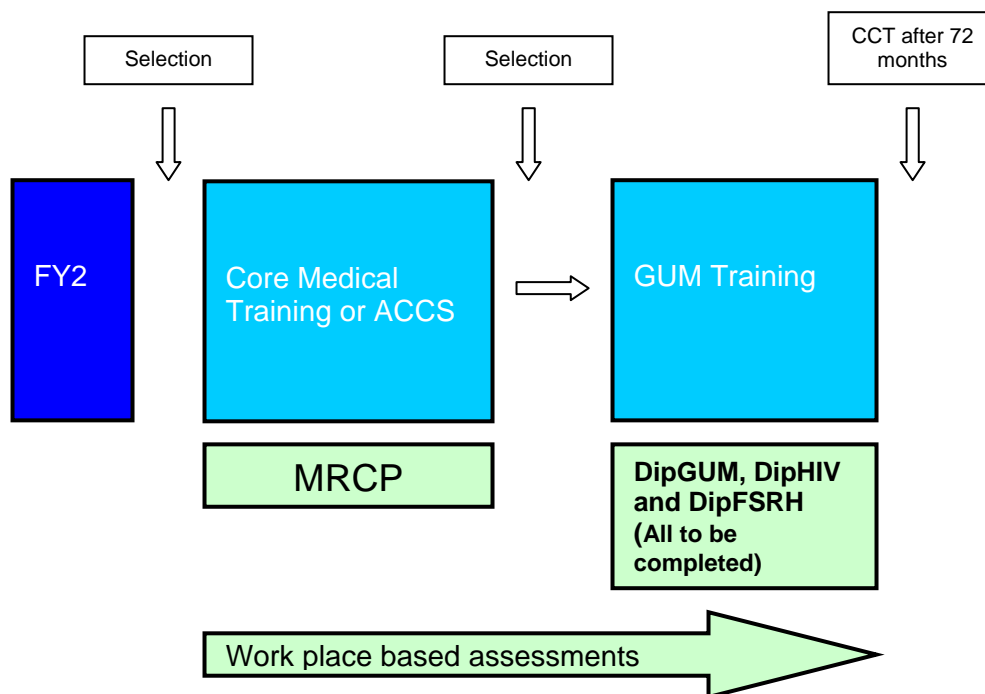 Selection
Selection
CCT after 72
months
FY2
Core Medical
Training or ACCS
GUM Training
MRCP
DipGUM, DipHIV
and DipFSRH
(All to be
completed)
Work place based assessments